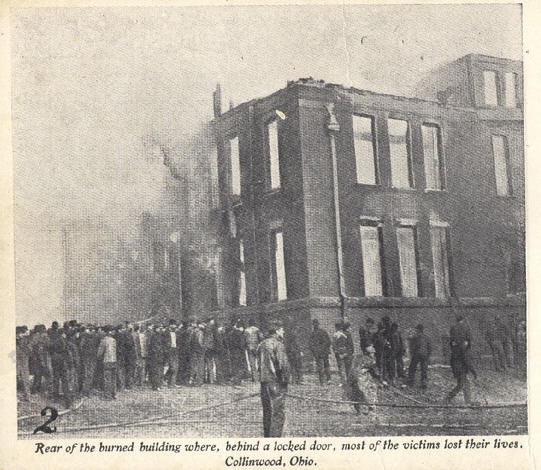 2
Rear of the burned building where, behind a locked door, most of the victims lost their lives.
Collinwood, Ohio.